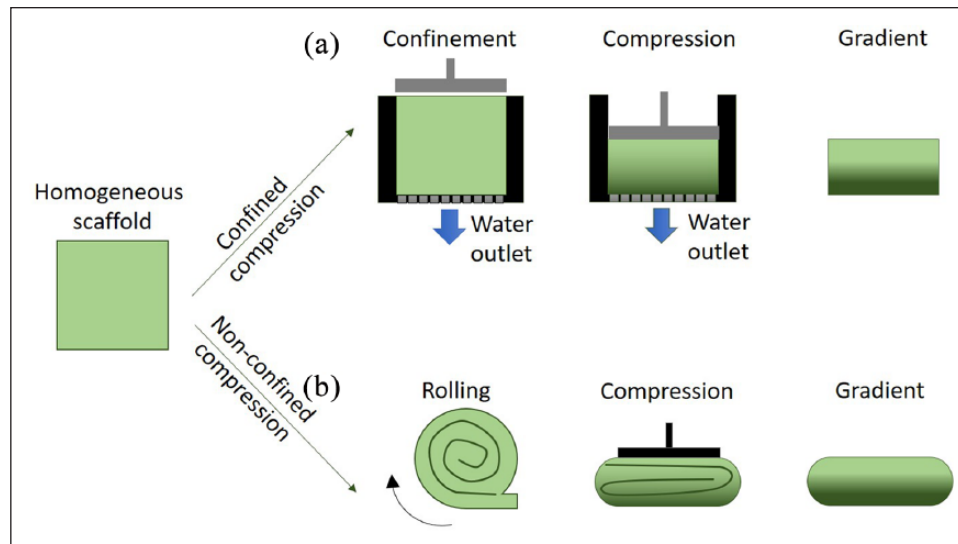 (a)
Confinement
Compression
Gradient
Homogeneous
scaffold
Confined
compression
Water
outlet
Water
outlet
Non-confined
compression
(b)
Rolling
Compression
Gradient